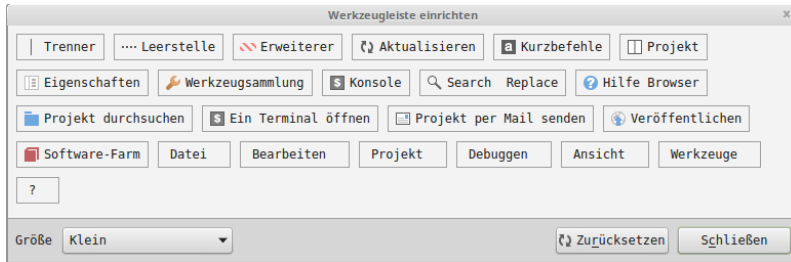 Werkzeugleiste einrichten x
Trenner Leerstelle Erweiterer Aktualisieren a Kurzbefehle Projekt
Eigenschaften Werkzeugsammlung $ Konsole Search Replace ? Hilfe Browser
Projekt durchsuchen $ Ein Terminal öffnen Projekt per Mail senden Veröffentlichen
Software-Farm Datei Bearbeiten Projekt Debuggen Ansicht Werkzeuge
?
Größe Klein Zurücksetzen Schließen